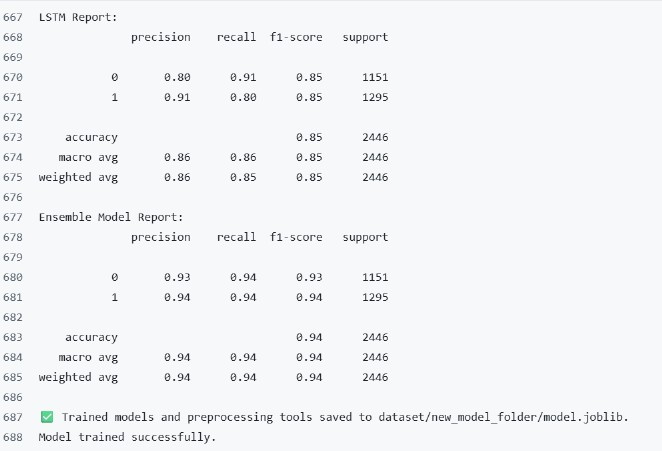 667 LSTM Report:
668 precision recall f1-score support
669
670 0 0.80 0.91 0.85 1151
671 1 0.91 0.80 0.85 1295
672
673 accuracy 0.85 2446
674 macro avg 0.86 0.86 0.85 2446
675 weighted avg 0.86 0.85 0.85 2446
676
677 Ensemble Model Report:
678 precision recall f1-score support
679
680 0 0.93 0.94 0.93 1151
681 1 0.94 0.94 0.94 1295
682
683 accuracy 0.94 2446
684 macro avg 0.94 0.94 0.94 2446
685 weighted avg 0.94 0.94 0.94 2446
686
687 ✅ Trained models and preprocessing tools saved to dataset/new_model_folder/model.joblib.
688 Model trained successfully.